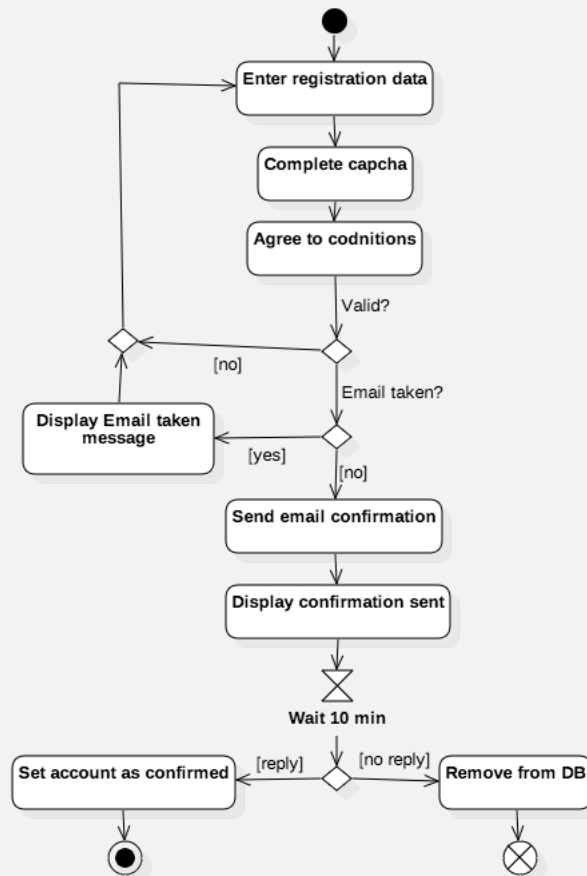 Enter registration data
Complete capcha
Agree to codnitions
Valid?
[no]
Email taken?
Display Email taken
message
[yes]
[no]
Send email confirmation
Display confirmation sent
Wait 10 min
[reply]
[no reply]
Set account as confirmed
Remove from DB